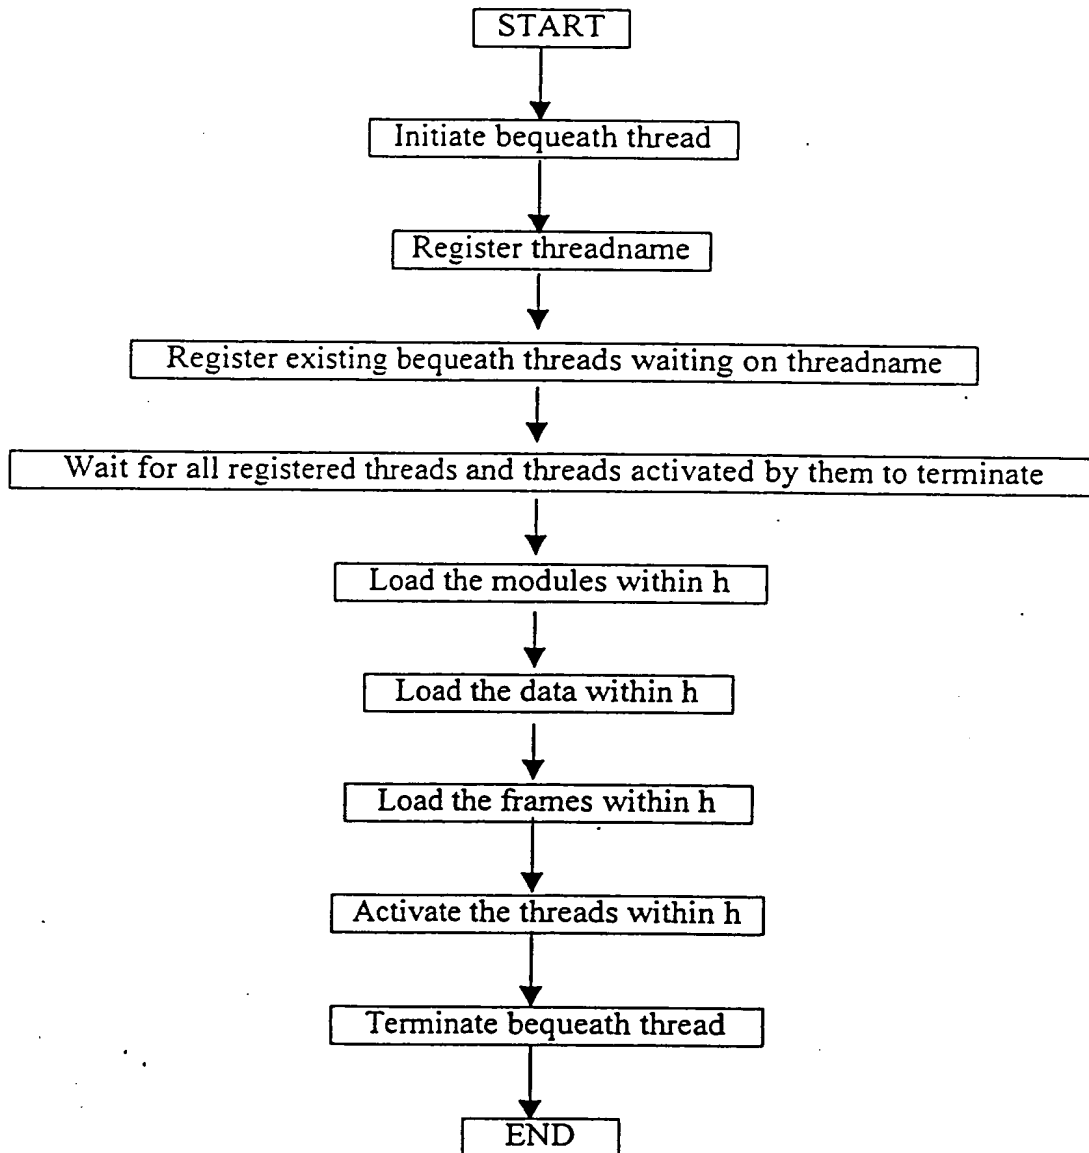 START
Initiate bequeath thread
Register threadname
Register existing bequeath threads waiting on threadname
Wait for all registered threads and threads activated by them to terminate
Load the modules within h
Load the data within h
Load the frames within h
Activate the threads within h
Terminate bequeath thread
END